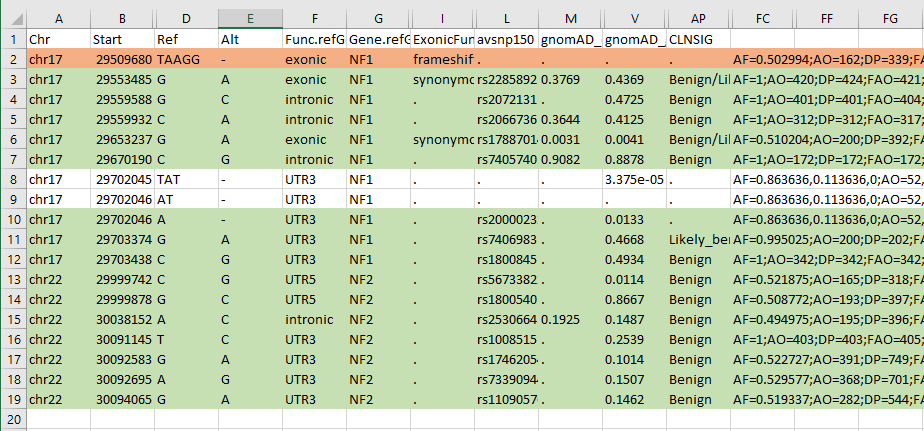 A B D E F G I L M V AP FC FF FG
1 Chr Start Ref Alt Func.refG Gene.refG ExonicFun avsnp150 gnomAD_ gnomAD_ CLNSIG
2 chr17 29509680 TAAGG - exonic NF1 frameshif . . . . AF=0.502994;AO=162;DP=339;FA
3 chr17 29553485 G A exonic NF1 synonymo rs2285892 0.3769 0.4369 Benign/Lik AF=1;AO=420;DP=424;FAO=421;
4 chr17 29559588 G C intronic NF1 . rs2072131 . 0.4725 Benign AF=1;AO=401;DP=401;FAO=404;
5 chr17 29559932 C A intronic NF1 . rs2066736 0.3644 0.4125 Benign AF=1;AO=312;DP=312;FAO=317;
6 chr17 29653237 G A exonic NF1 synonymo rs1788701 0.0031 0.0041 Benign/Lik AF=0.510204;AO=200;DP=392;FA
7 chr17 29670190 C G intronic NF1 . rs7405740 0.9082 0.8878 Benign AF=1;AO=172;DP=172;FAO=172;
8 chr17 29702045 TAT - UTR3 NF1 . . . 3.375e-05 . AF=0.863636,0.113636,0;AO=52,
9 chr17 29702046 AT - UTR3 NF1 . . . . . AF=0.863636,0.113636,0;AO=52,
10 chr17 29702046 A - UTR3 NF1 . rs2000023 . 0.0133 . AF=0.863636,0.113636,0;AO=52,
11 chr17 29703374 G A UTR3 NF1 . rs7406983 . 0.4668 Likely_ben AF=0.995025;AO=200;DP=202;FA
12 chr17 29703438 C G UTR3 NF1 . rs1800845 . 0.4934 Benign AF=1;AO=342;DP=342;FAO=342;
13 chr22 29999742 C G UTR5 NF2 . rs5673382 . 0.0114 Benign AF=0.521875;AO=165;DP=318;FA
14 chr22 29999878 G C UTR5 NF2 . rs1800540 . 0.8667 Benign AF=0.508772;AO=193;DP=397;FA
15 chr22 30038152 A C intronic NF2 . rs2530664 0.1925 0.1487 Benign AF=0.494975;AO=195;DP=396;FA
16 chr22 30091145 T C UTR3 NF2 . rs1008515 . 0.2539 Benign AF=1;AO=403;DP=403;FAO=405;
17 chr22 30092583 G A UTR3 NF2 . rs1746205 . 0.1014 Benign AF=0.522727;AO=391;DP=749;FA
18 chr22 30092695 A G UTR3 NF2 . rs7339094 . 0.1507 Benign AF=0.529577;AO=368;DP=701;FA
19 chr22 30094065 G A UTR3 NF2 . rs1109057 . 0.1462 Benign AF=0.519337;AO=282;DP=544;FA
20